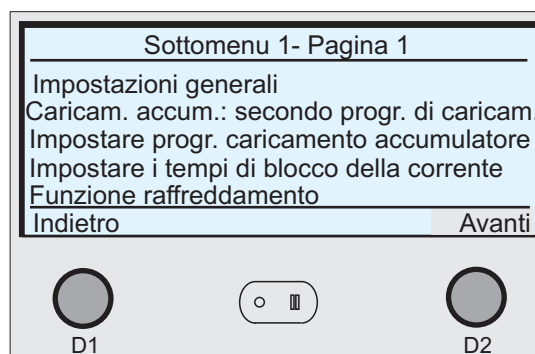 Sottomenu 1- Pagina 1
Impostazioni generali
Caricam. accum.: secondo progr. di caricam.
Impostare progr. caricamento accumulatore
Impostare i tempi di blocco della corrente
Funzione raffreddamento
Indietro Avanti
D1 D2